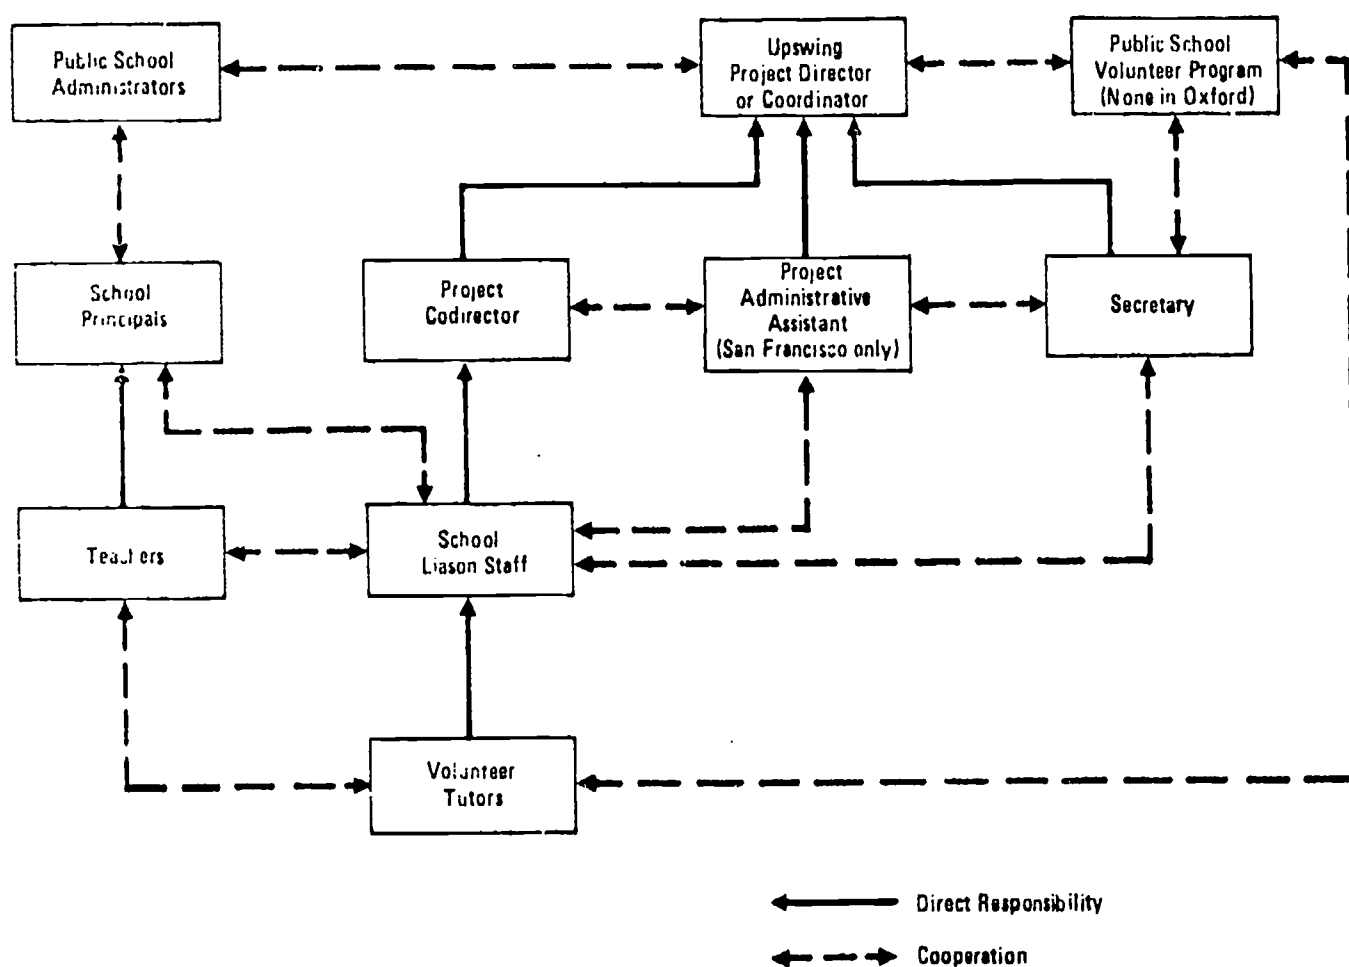 Public School
Administrators
Upswing
Project Director
or Coordinator
Public School
Volunteer Program
(None in Oxford)
School
Principals
Project
Codirector
Project
Administrative
Assistant
(San Francisco only)
Secretary
Teachers
School
Liason Staff
Volunteer
Tutors
Direct Responsibility
Cooperation